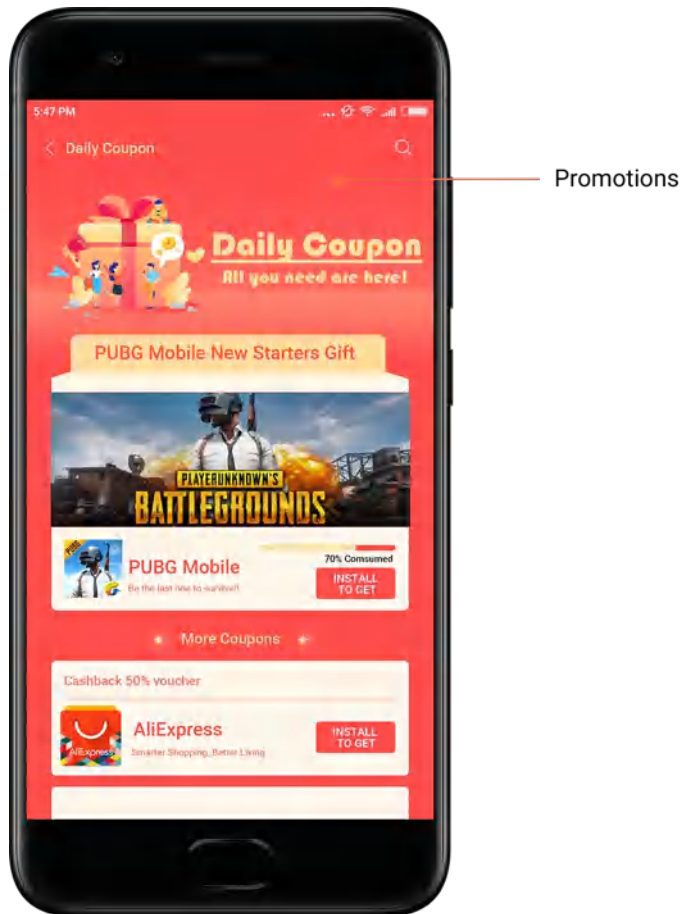 5:47 PM
Daily Coupon
Promotions
Daily Coupon
All you need are here!
PUBG Mobile New Starters Gift
PLAYERUNKNOWN'S
BATTLEGROUNDS
PUBG
PUBG Mobile
70% Comsumed
Be the last one to survive!
INSTALL
TO GET
More Coupons
Cashback 50% voucher
AliExpress
AliExpress
Smarter Shopping, Better Living
INSTALL
TO GET